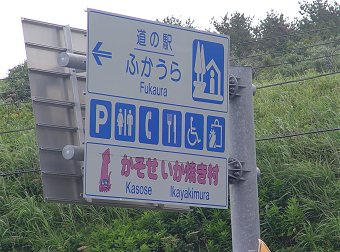 道の駅
ふかうら
Fukaura
P
かそせ いか焼き村
Kasose Ikayakimura